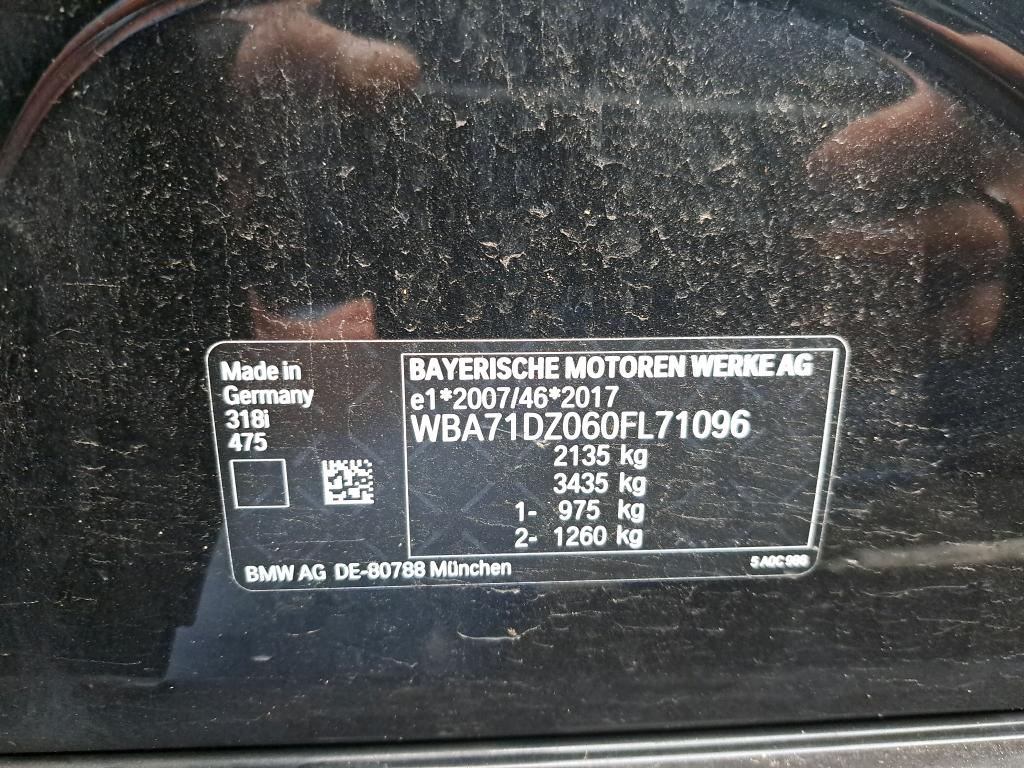 Made in
Germany
318i
475
BAYERISCHE MOTOREN WERKE AG
e1*2007/46*2017
WBA71DZ060FL71096
2135 kg
3435 kg
1- 975 kg
2- 1260 kg
BMW AG DE-80788 München